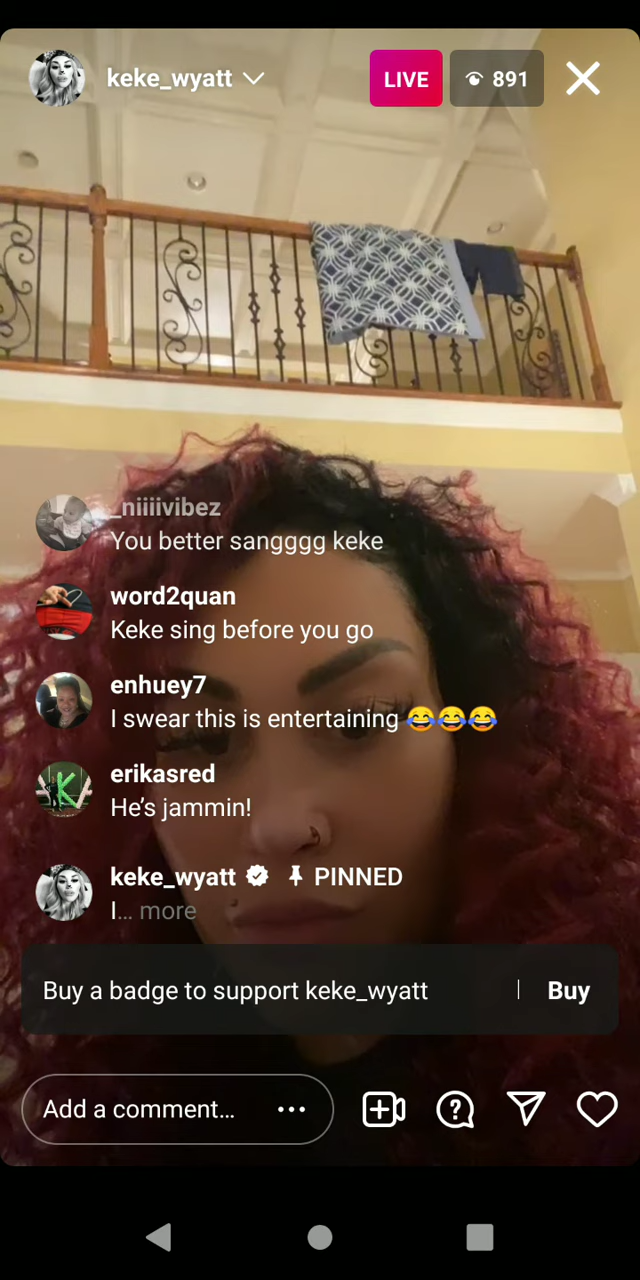 keke_wyatt
LIVE
891
_niiiivibez
You better sangggg keke
word2quan
Keke sing before you go
enhuey7
I swear this is entertaining 😂😂😂
erikasred
He's jammin!
keke_wyatt PINNED
I... more
Buy a badge to support keke_wyatt | Buy
Add a comment...